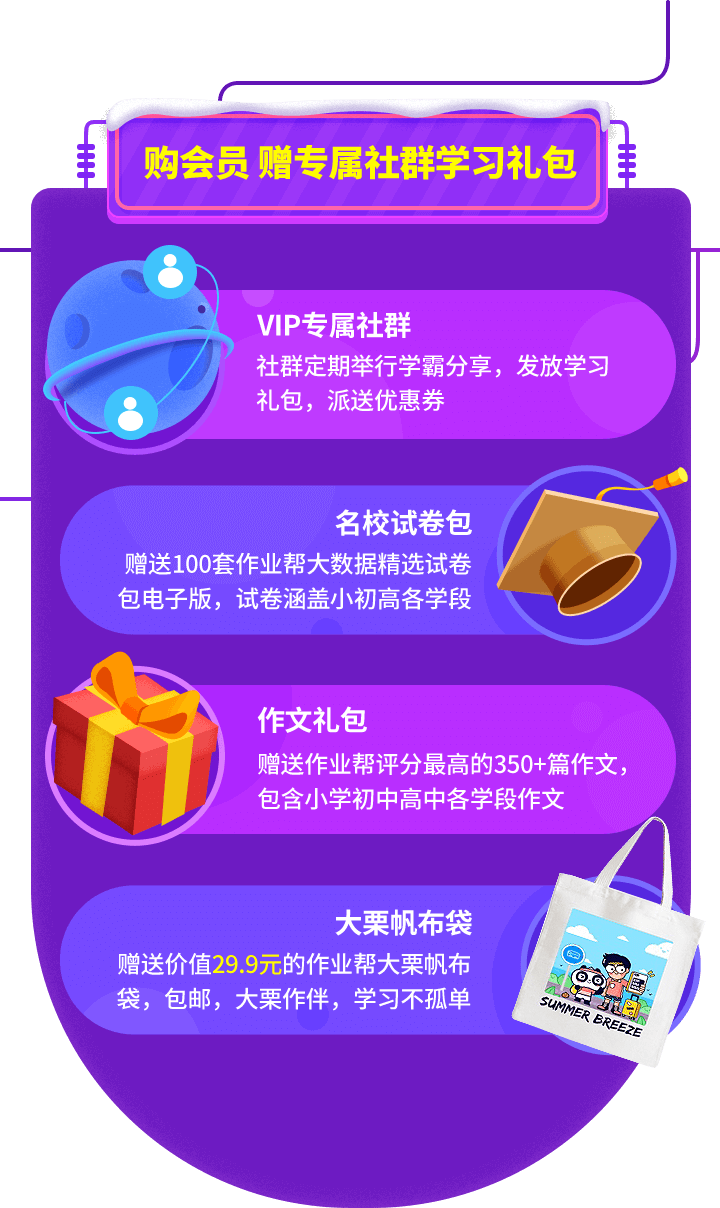 购会员 赠专属社群学习礼包
VIP专属社群
社群定期举行学霸分享，发放学习
礼包，派送优惠券
名校试卷包
赠送100套作业帮大数据精选试卷
包电子版，试卷涵盖小初高各学段
作文礼包
赠送作业帮评分最高的350+篇作文，
包含小学初中高中各学段作文
大栗帆布袋
赠送价值29.9元的作业帮大栗帆布
袋，包邮，大栗作伴，学习不孤单
SUMMER BREEZE